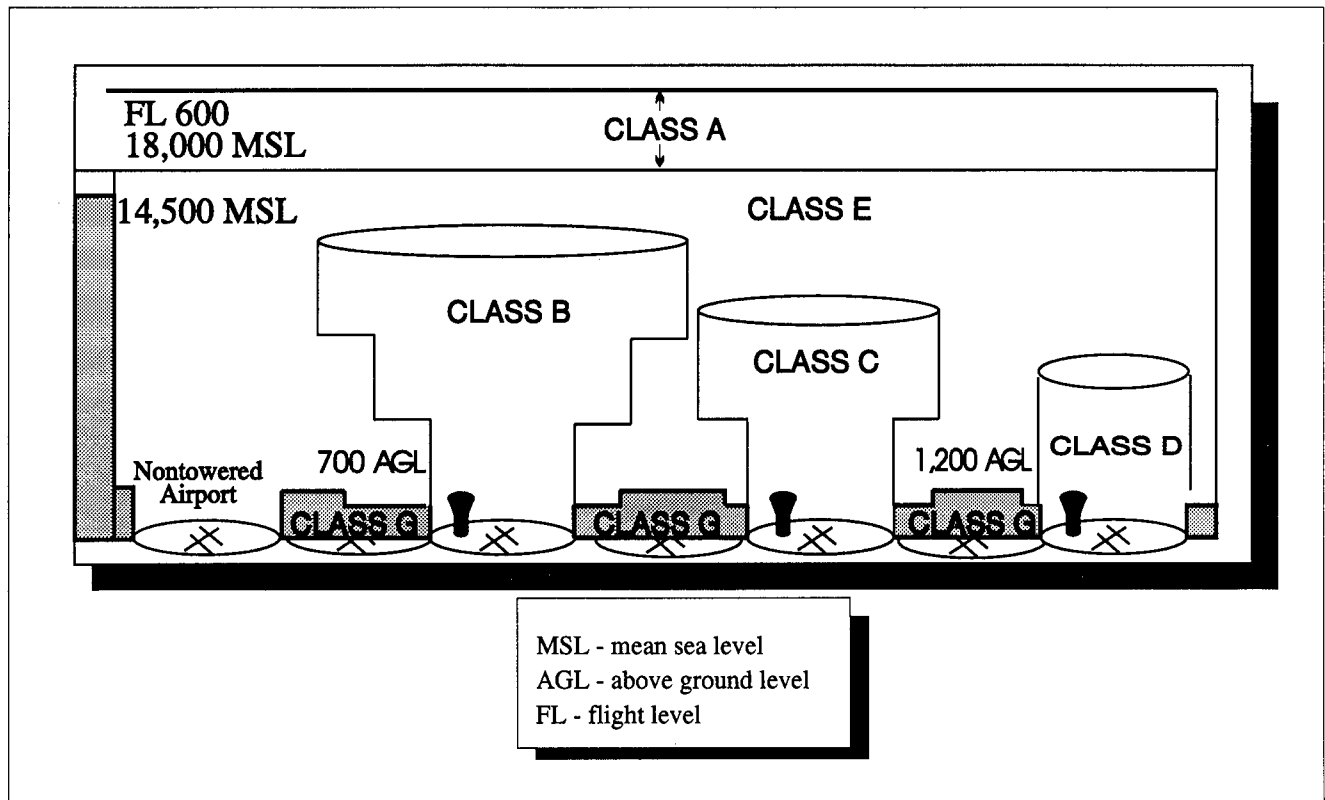 FL 600
18,000 MSL
CLASS A
14,500 MSL
CLASS E
CLASS B
CLASS C
CLASS D
700 AGL
1,200 AGL
Nontowered
Airport
CLASS G
CLASS G
CLASS G
MSL - mean sea level
AGL - above ground level
FL - flight level